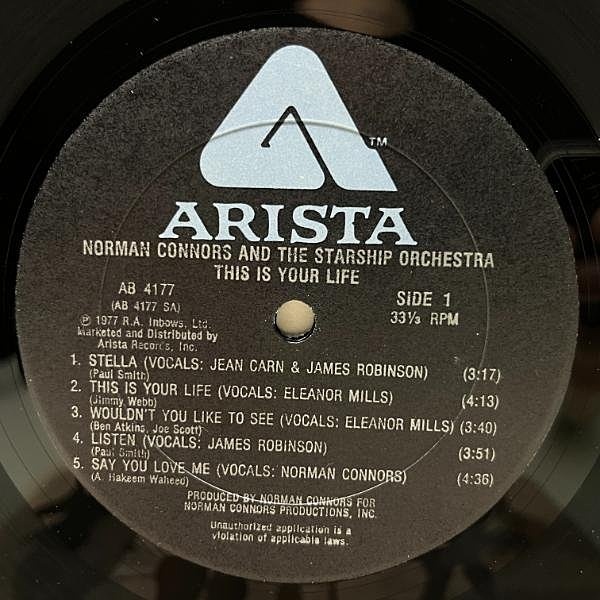 TM
ARISTA
NORMAN CONNORS AND THE STARSHIP ORCHESTRA
THIS IS YOUR LIFE
AB 4177
(AB 4177 SA)
SIDE 1
33⅓ RPM
℗ 1977 R.A. Inbows, Ltd.
Marketed and Distributed by
Arista Records, Inc.
1. STELLA (VOCALS: JEAN CARN & JAMES ROBINSON) (3:17)
(Paul Smith)
2. THIS IS YOUR LIFE (VOCALS: ELEANOR MILLS) (4:13)
(Jimmy Webb)
3. WOULDN'T YOU LIKE TO SEE (VOCALS: ELEANOR MILLS) (3:40)
(Ben Atkins, Joe Scott)
4. LISTEN (VOCALS: JAMES ROBINSON) (3:51)
(Paul Smith)
5. SAY YOU LOVE ME (VOCALS: NORMAN CONNORS) (4:36)
(A. Hakeem Waheed)
PRODUCED BY NORMAN CONNORS FOR
NORMAN CONNORS PRODUCTIONS, INC.
Unauthorized application is a
violation of applicable laws.